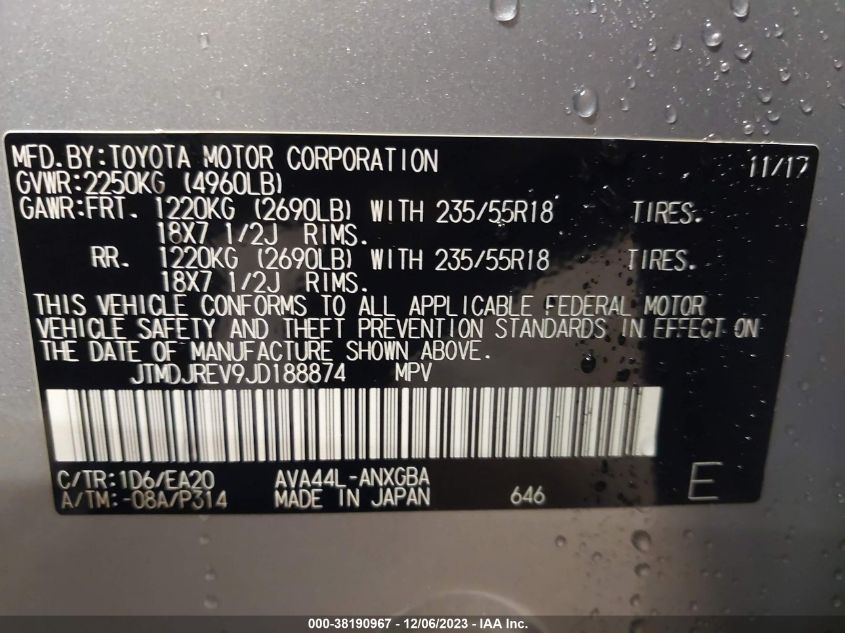 MFD.BY:TOYOTA MOTOR CORPORATION 11/17
GVWR:2250KG (4960LB)
GAWR:FRT. 1220KG (2690LB) WITH 235/55R18 TIRES.
18X7 1/2J RIMS.
RR. 1220KG (2690LB) WITH 235/55R18 TIRES.
18X7 1/2J RIMS.
THIS VEHICLE CONFORMS TO ALL APPLICABLE FEDERAL MOTOR
VEHICLE SAFETY AND THEFT PREVENTION STANDARDS IN EFFECT ON
THE DATE OF MANUFACTURE SHOWN ABOVE.
JTMDJREV9JD188874 MPV
C/TR:1D6/EA20 AVA44L-ANXGBA
A/TM:-08A/P314 MADE IN JAPAN 646 E
000-38190967 - 12/06/2023 - IAA Inc.